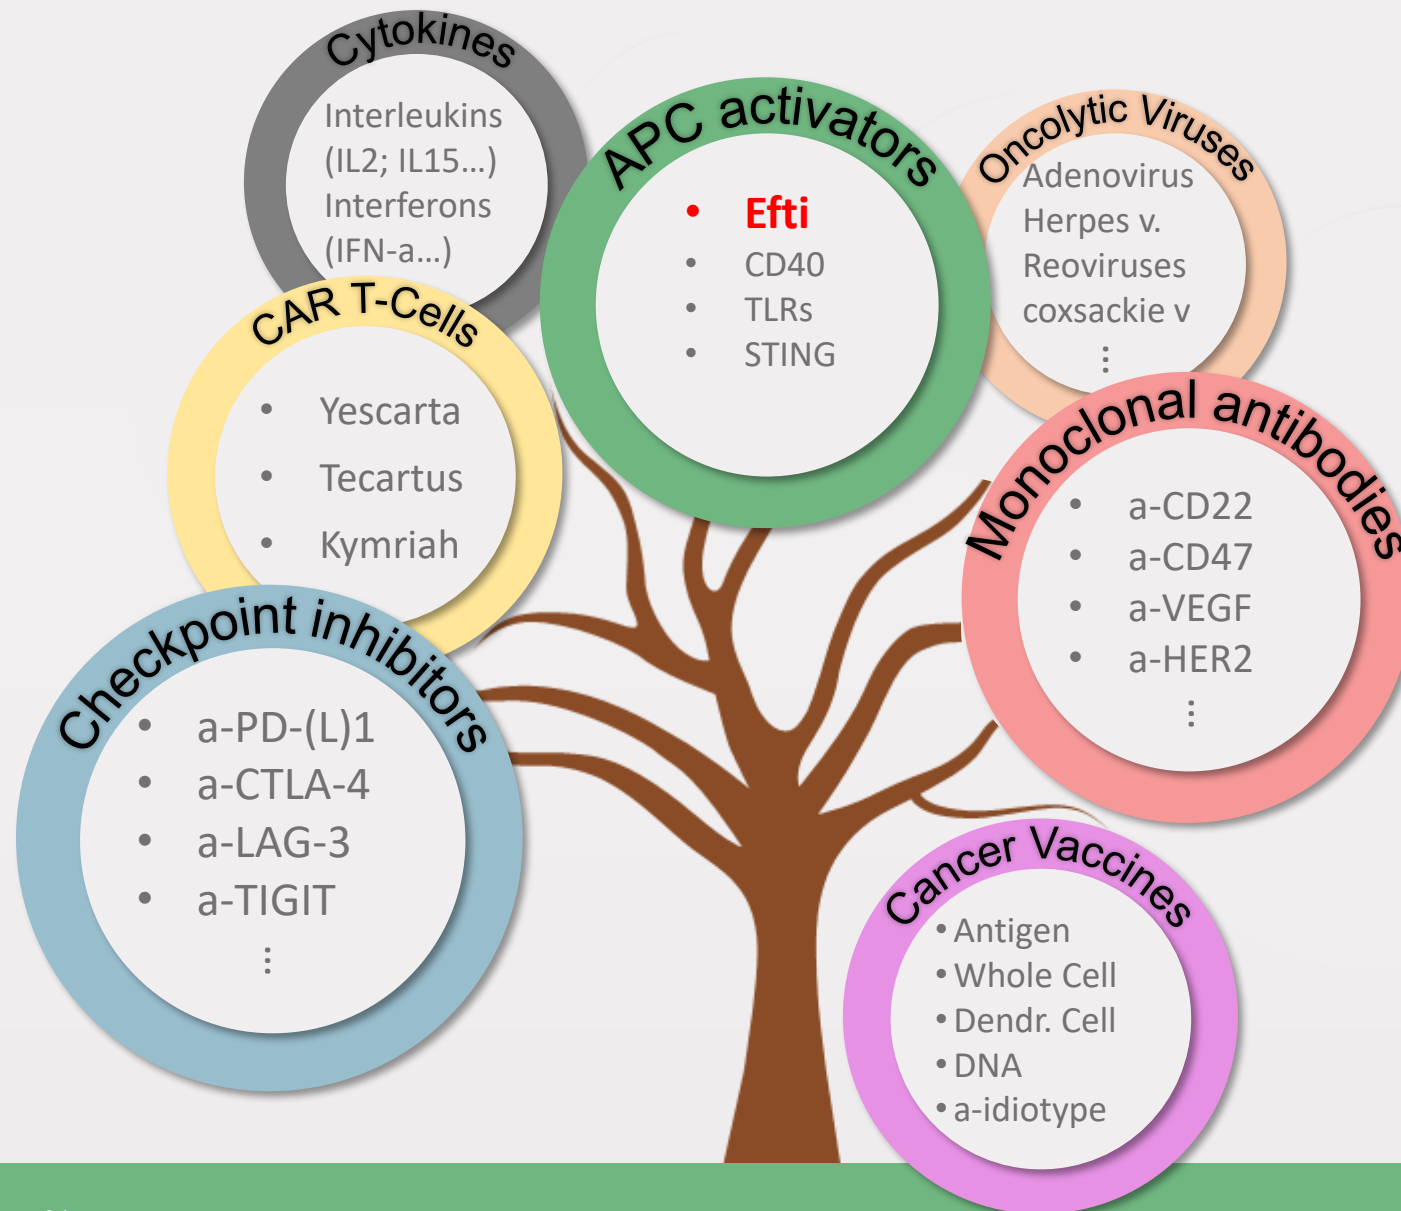 Cytokines
Interleukins
(IL2; IL15...)
Interferons
(IFN-a...)
APC activators
• Efti
• CD40
• TLRs
• STING
Oncolytic Viruses
Adenovirus
Herpes v.
Reoviruses
coxsackie v
⋮
CAR T-Cells
• Yescarta
• Tecartus
• Kymriah
Monoclonal antibodies
• a-CD22
• a-CD47
• a-VEGF
• a-HER2
⋮
Checkpoint inhibitors
• a-PD-(L)1
• a-CTLA-4
• a-LAG-3
• a-TIGIT
⋮
Cancer Vaccines
• Antigen
• Whole Cell
• Dendr. Cell
• DNA
• a-idiotype